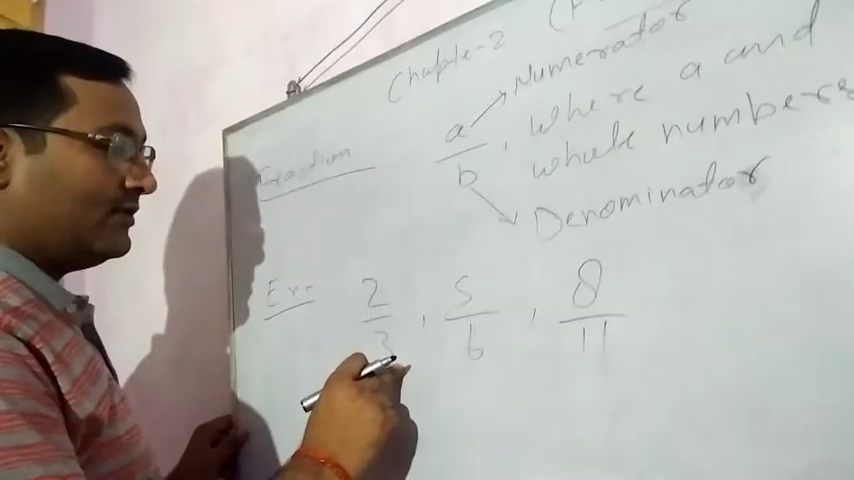 Chapter-2 (F
Fraction
a/b → Numerator
, where a and
whole numbers
Denominator
Ex- 2/3, 5/6, 8/11